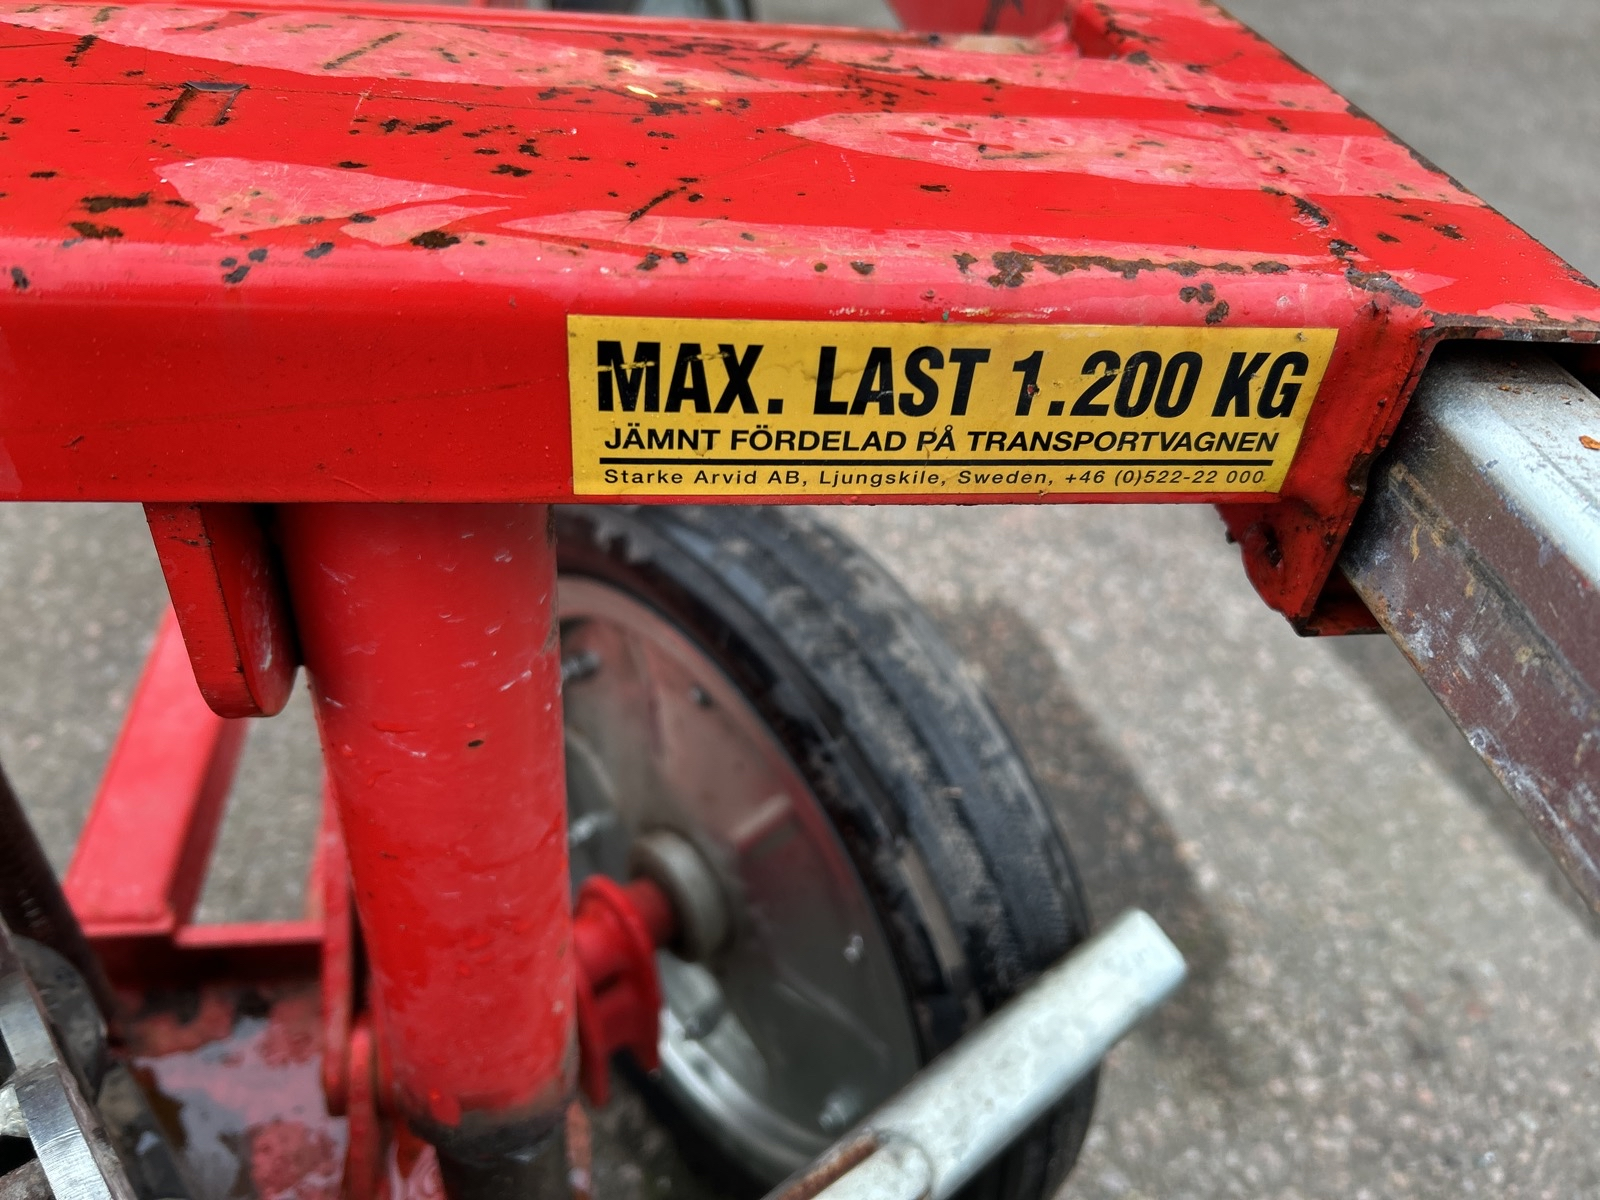 MAX. LAST 1.200 KG
JÄMNT FÖRDELAD PÅ TRANSPORTVAGNEN
Starke Arvid AB, Ljungskile, Sweden, +46 (0)522-22 000